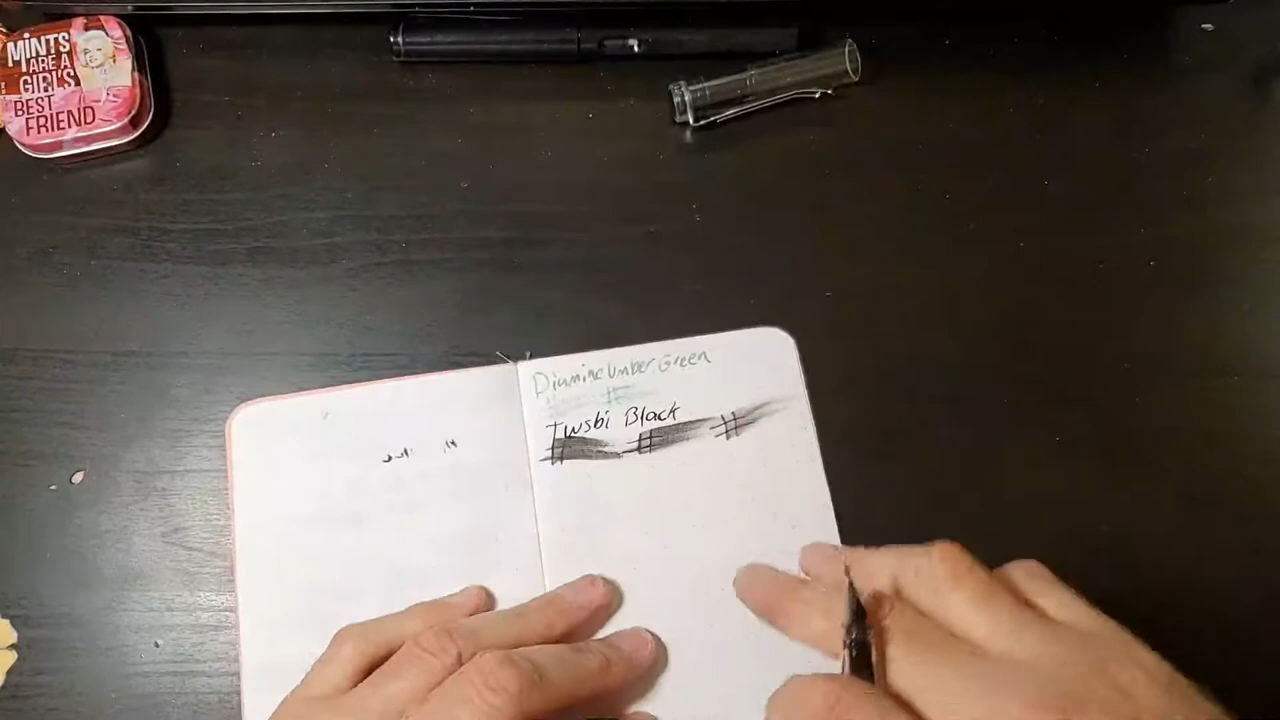 MINTS
ARE A
GIRL'S
BEST
FRIEND
Diamine Umber Green
Twsbi Black